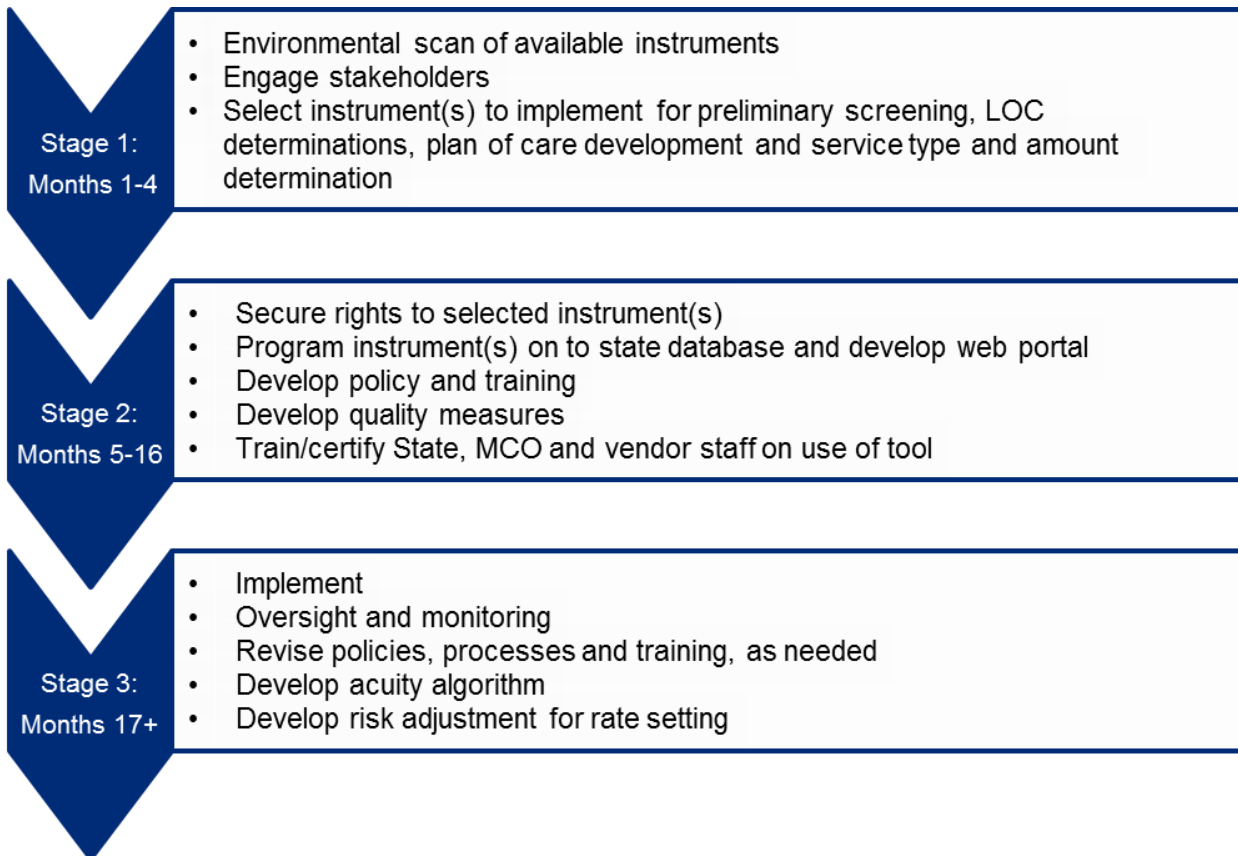 Stage 1:
Months 1-4
• Environmental scan of available instruments
• Engage stakeholders
• Select instrument(s) to implement for preliminary screening, LOC
determinations, plan of care development and service type and amount
determination
Stage 2:
Months 5-16
• Secure rights to selected instrument(s)
• Program instrument(s) on to state database and develop web portal
• Develop policy and training
• Develop quality measures
• Train/certify State, MCO and vendor staff on use of tool
Stage 3:
Months 17+
• Implement
• Oversight and monitoring
• Revise policies, processes and training, as needed
• Develop acuity algorithm
• Develop risk adjustment for rate setting